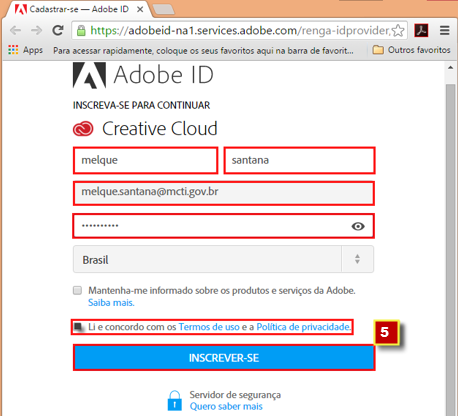 Cadastrar-se — Adobe ID
https://adobeid-na1.services.adobe.com/renga-idprovider,
Apps Para acessar rapidamente, coloque os seus favoritos aqui na barra de favorit... Outros favoritos
Adobe ID
INSCREVA-SE PARA CONTINUAR
Creative Cloud
melque santana
melque.santana@mcti.gov.br
Brasil
Mantenha-me informado sobre os produtos e serviços da Adobe.
Saiba mais.
Li e concordo com os Termos de uso e a Política de privacidade.
5
INSCREVER-SE
Servidor de segurança
Quero saber mais